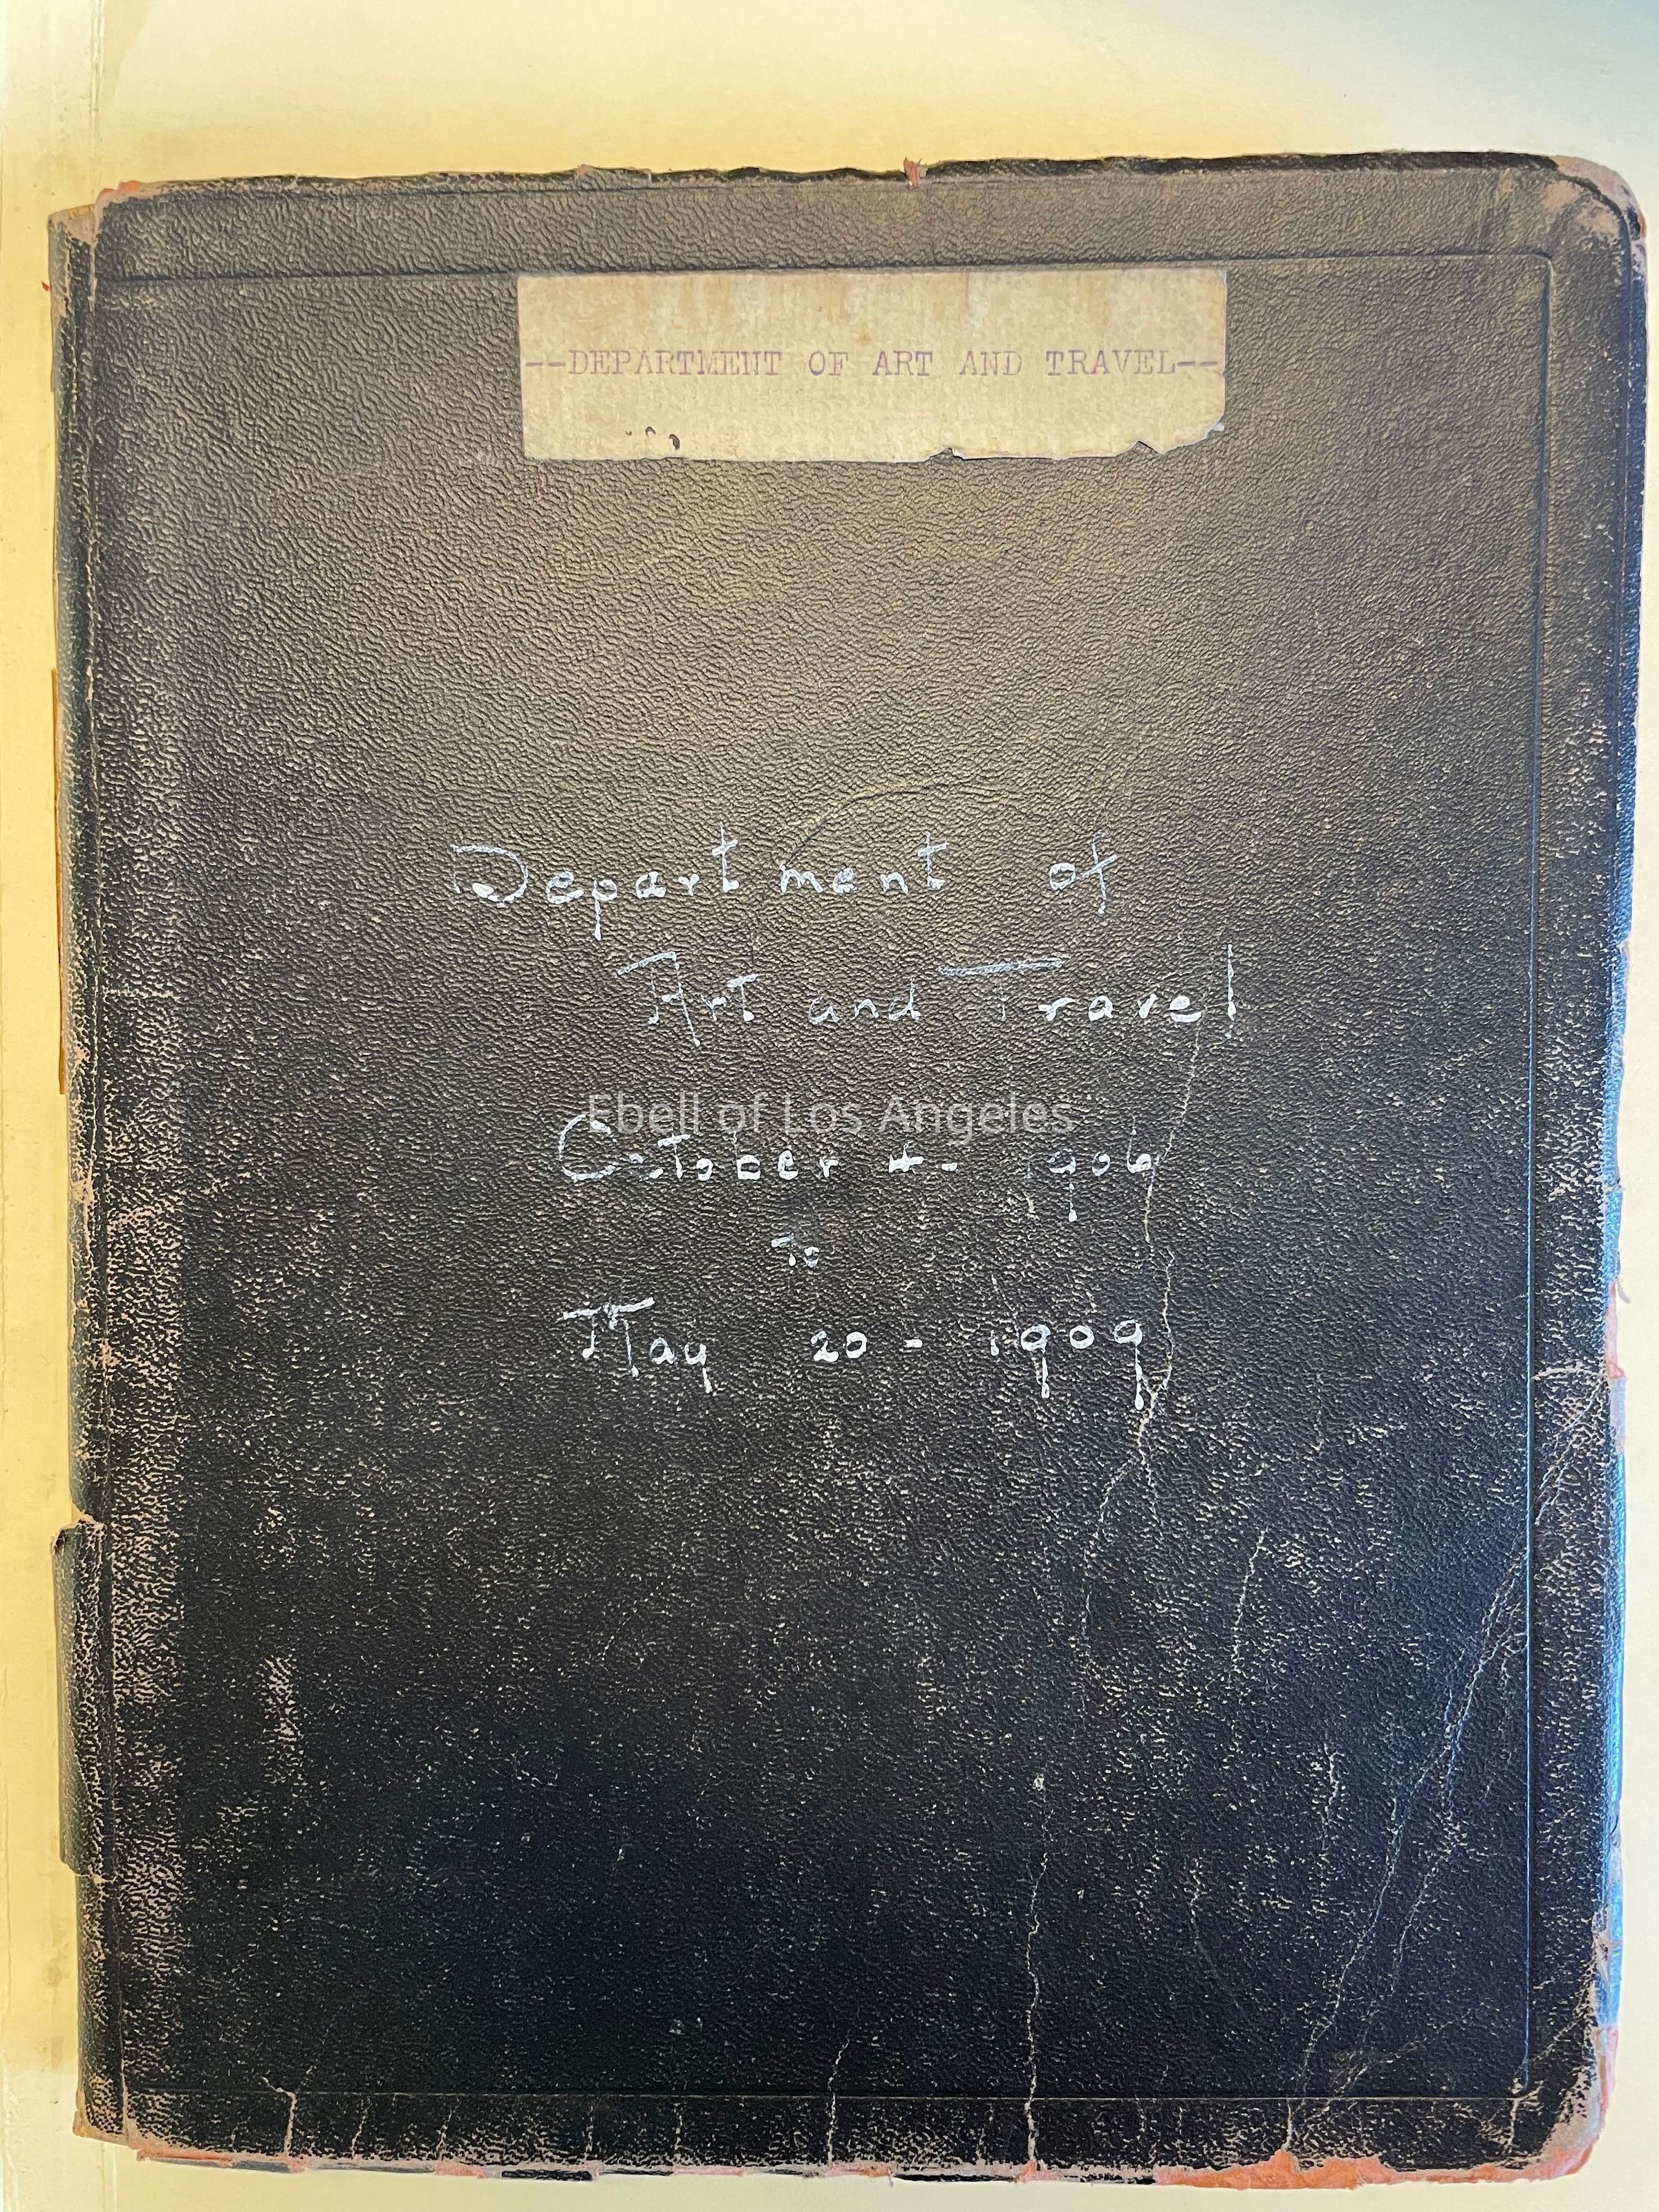 --DEPARTMENT OF ART AND TRAVEL--
Department of
Art and Travel
Ebell of Los Angeles
October 4- 1906
To
May 20 - 1909